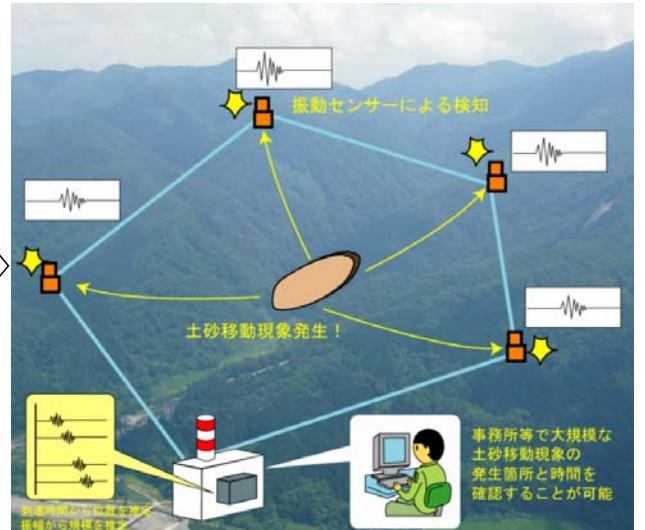 振動センサーによる検知
土砂移動現象発生！
事務所等で大規模な
土砂移動現象の
発生箇所と時間を
確認することが可能
到達時間から位置を推定
振幅から規模を推定